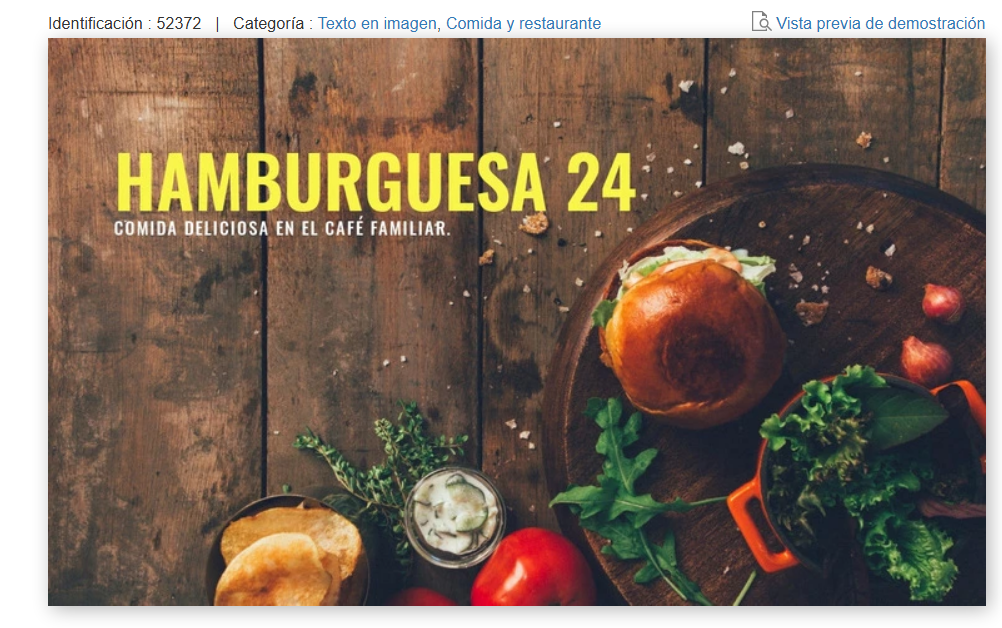 Identificación : 52372 | Categoría : Texto en imagen, Comida y restaurante
Vista previa de demostración
HAMBURGUESA 24
COMIDA DELICIOSA EN EL CAFÉ FAMILIAR.